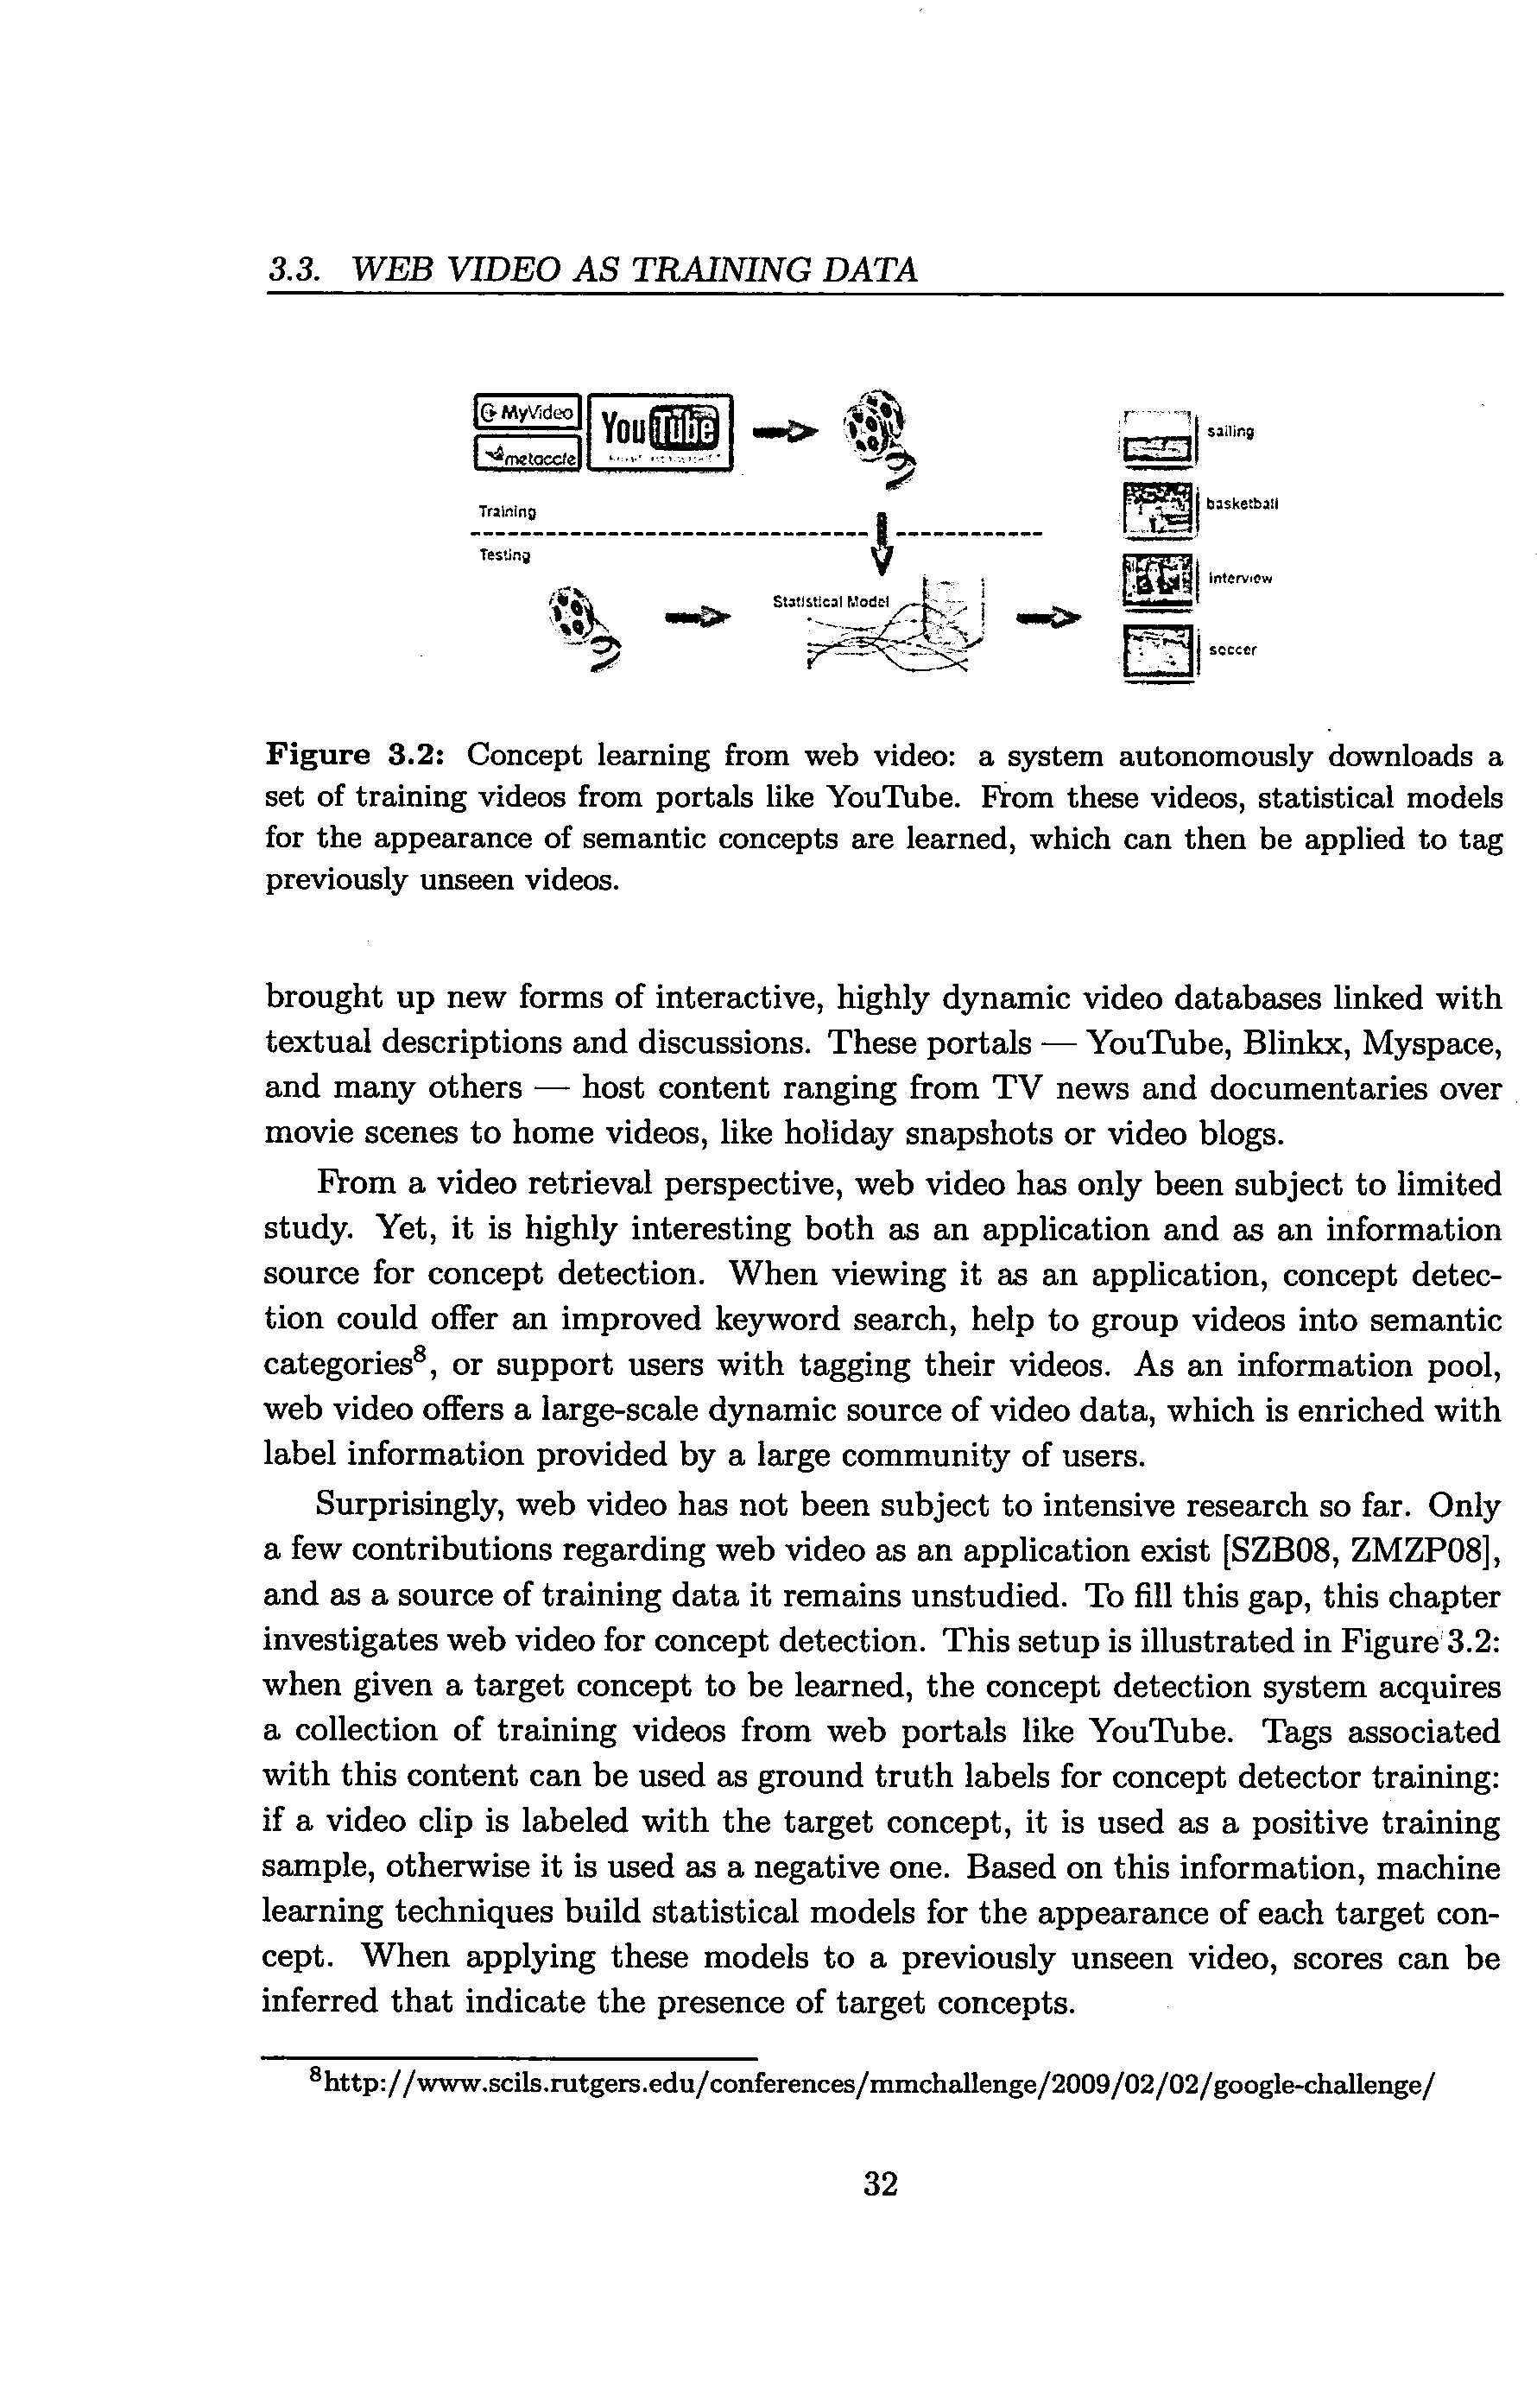 3.3. WEB VIDEO AS TRAINING DATA
MyVideo
metacafe
YouTube
Training
Testing
Statistical Model
sailing
basketball
interview
soccer
Figure 3.2: Concept learning from web video: a system autonomously downloads a
set of training videos from portals like YouTube. From these videos, statistical models
for the appearance of semantic concepts are learned, which can then be applied to tag
previously unseen videos.
brought up new forms of interactive, highly dynamic video databases linked with
textual descriptions and discussions. These portals — YouTube, Blinkx, Myspace,
and many others — host content ranging from TV news and documentaries over
movie scenes to home videos, like holiday snapshots or video blogs.
From a video retrieval perspective, web video has only been subject to limited
study. Yet, it is highly interesting both as an application and as an information
source for concept detection. When viewing it as an application, concept detec-
tion could offer an improved keyword search, help to group videos into semantic
categories⁸, or support users with tagging their videos. As an information pool,
web video offers a large-scale dynamic source of video data, which is enriched with
label information provided by a large community of users.
Surprisingly, web video has not been subject to intensive research so far. Only
a few contributions regarding web video as an application exist [SZB08, ZMZP08],
and as a source of training data it remains unstudied. To fill this gap, this chapter
investigates web video for concept detection. This setup is illustrated in Figure 3.2:
when given a target concept to be learned, the concept detection system acquires
a collection of training videos from web portals like YouTube. Tags associated
with this content can be used as ground truth labels for concept detector training:
if a video clip is labeled with the target concept, it is used as a positive training
sample, otherwise it is used as a negative one. Based on this information, machine
learning techniques build statistical models for the appearance of each target con-
cept. When applying these models to a previously unseen video, scores can be
inferred that indicate the presence of target concepts.
⁸http://www.scils.rutgers.edu/conferences/mmchallenge/2009/02/02/google-challenge/
32